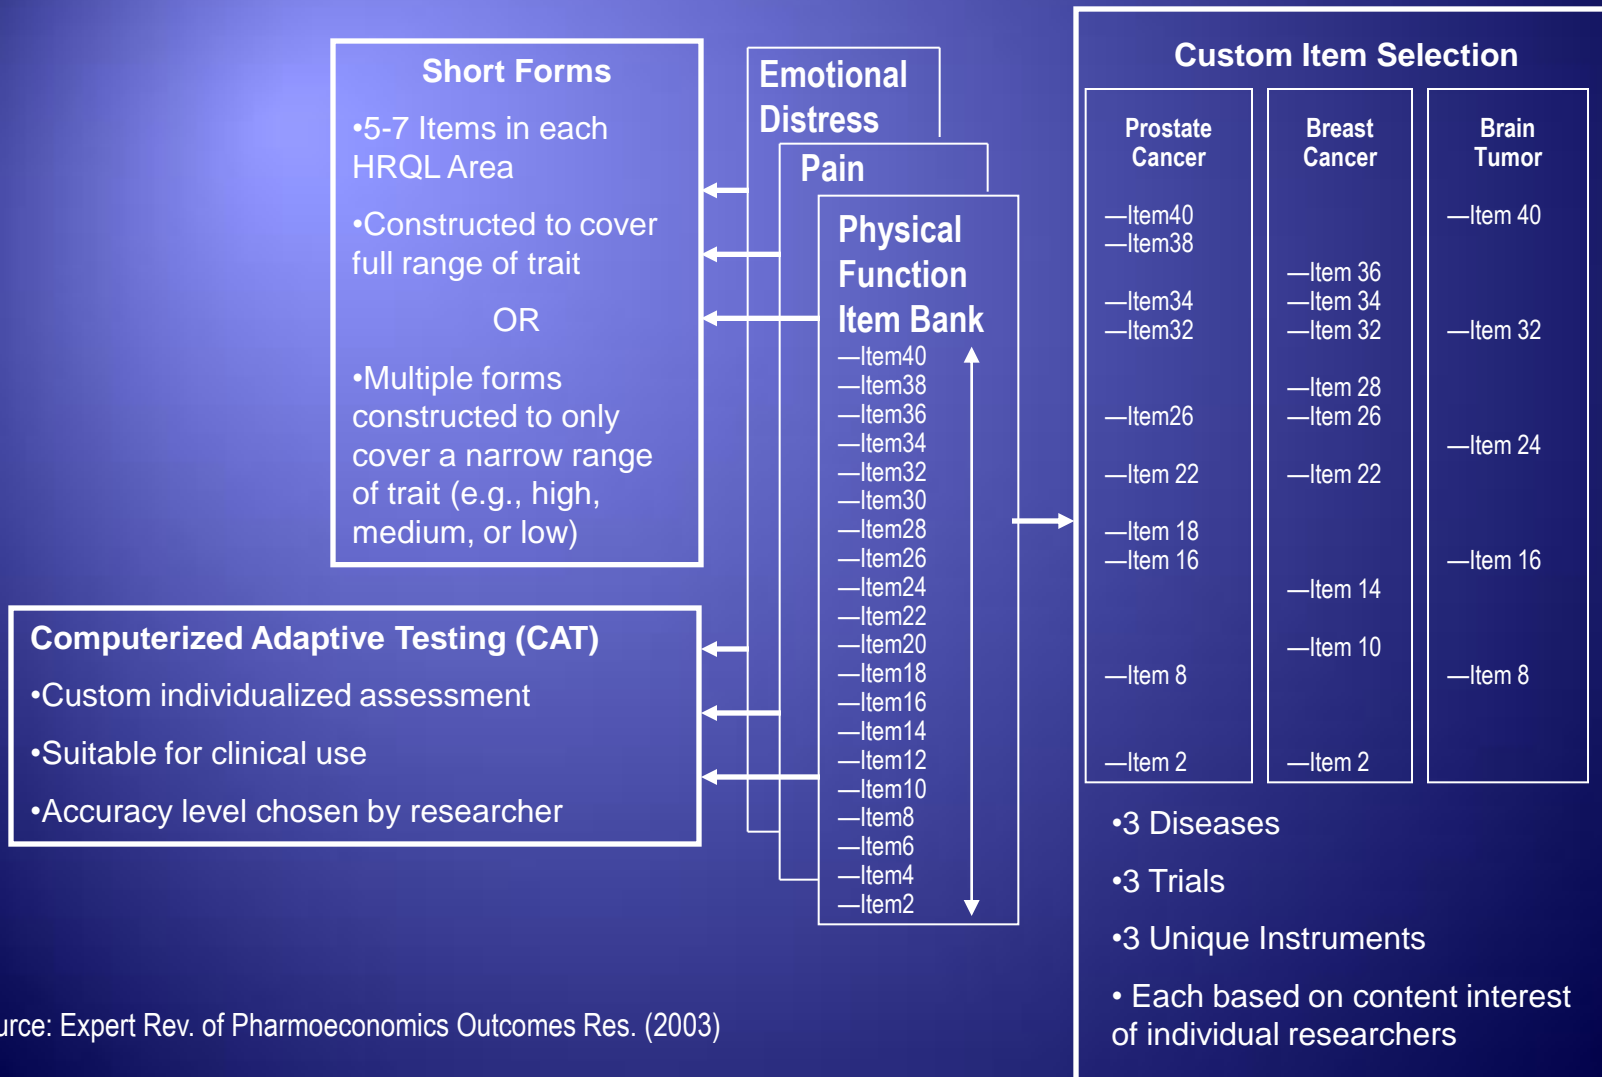 Short Forms
•5-7 Items in each
HRQL Area
•Constructed to cover
full range of trait
OR
•Multiple forms
constructed to only
cover a narrow range
of trait (e.g., high,
medium, or low)
Computerized Adaptive Testing (CAT)
•Custom individualized assessment
•Suitable for clinical use
•Accuracy level chosen by researcher
Emotional
Distress
Pain
Physical
Function
Item Bank
—Item40
—Item38
—Item36
—Item34
—Item32
—Item30
—Item28
—Item26
—Item24
—Item22
—Item20
—Item18
—Item16
—Item14
—Item12
—Item10
—Item8
—Item6
—Item4
—Item2
Custom Item Selection
Prostate
Cancer
—Item40
—Item38
—Item34
—Item32
—Item26
—Item 22
—Item 18
—Item 16
—Item 8
—Item 2
Breast
Cancer
—Item 36
—Item 34
—Item 32
—Item 28
—Item 26
—Item 22
—Item 14
—Item 10
—Item 2
Brain
Tumor
—Item 40
—Item 32
—Item 24
—Item 16
—Item 8
•3 Diseases
•3 Trials
•3 Unique Instruments
• Each based on content interest
of individual researchers
urce: Expert Rev. of Pharmoeconomics Outcomes Res. (2003)